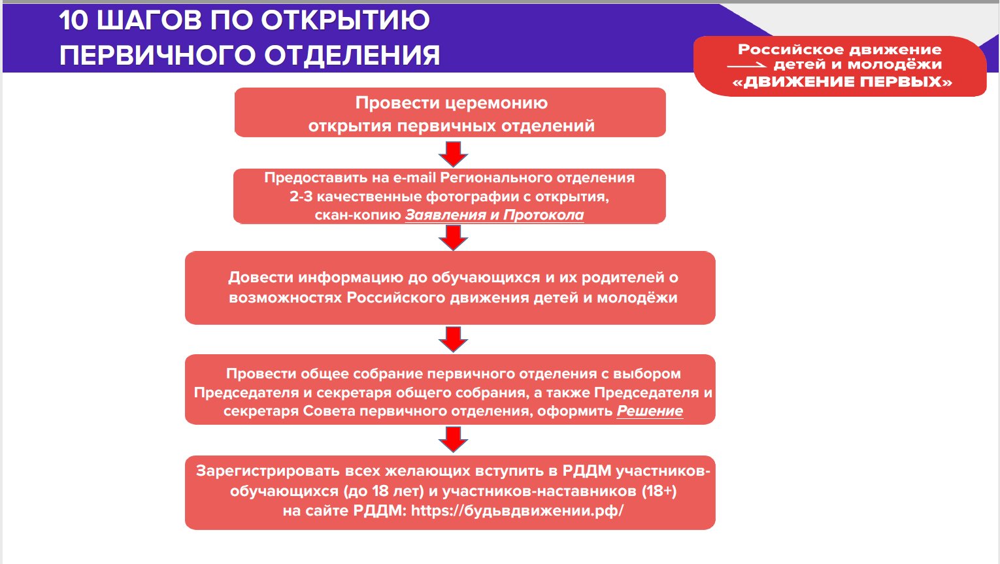 10 ШАГОВ ПО ОТКРЫТИЮ
ПЕРВИЧНОГО ОТДЕЛЕНИЯ
Российское движение
детей и молодёжи
«ДВИЖЕНИЕ ПЕРВЫХ»
Провести церемонию
открытия первичных отделений
Предоставить на e-mail Регионального отделения
2-3 качественные фотографии с открытия,
скан-копию Заявления и Протокола
Довести информацию до обучающихся и их родителей о
возможностях Российского движения детей и молодёжи
Провести общее собрание первичного отделения с выбором
Председателя и секретаря общего собрания, а также Председателя и
секретаря Совета первичного отделения, оформить Решение
Зарегистрировать всех желающих вступить в РДДМ участников-
обучающихся (до 18 лет) и участников-наставников (18+)
на сайте РДДМ: https://будьвдвижении.рф/